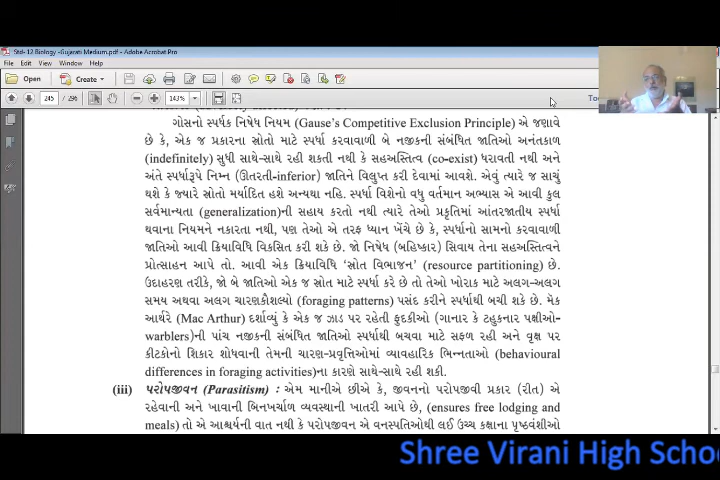 Std- 12 Biology -Gujarati Medium.pdf - Adobe Acrobat Pro
File Edit View Window Help
Open Create
245 / 296 143% To
ગોસનો સ્પર્ધક નિષેધ નિયમ (Gause's Competitive Exclusion Principle) એ જણાવે
છે કે, એક જ પ્રકારના સ્રોતો માટે સ્પર્ધા કરવાવાળી બે નજીકની સંબંધિત જાતિઓ અનંતકાળ
(indefinitely) સુધી સાથે-સાથે રહી શકતી નથી કે સહઅસ્તિત્વ (co-exist) ધરાવતી નથી અને
અંતે સ્પર્ધારૂપે નિમ્ન (ઊતરતી-inferior) જાતિને વિલુપ્ત કરી દેવામાં આવશે. એવું ત્યારે જ સાચું
થશે કે જ્યારે સ્રોતો મર્યાદિત હશે અન્યથા નહિ. સ્પર્ધા વિશેનો વધુ વર્તમાન અભ્યાસ એ આવી કુલ
સર્વમાન્યતા (generalization)ની સહાય કરતો નથી ત્યારે તેઓ પ્રકૃતિમાં આંતરજાતીય સ્પર્ધા
થવાના નિયમને નકારતા નથી, પણ તેઓ એ તરફ ધ્યાન ખેંચે છે કે, સ્પર્ધાનો સામનો કરવાવાળી
જાતિઓ આવી ક્રિયાવિધિ વિકસિત કરી શકે છે. જો નિષેધ (બહિષ્કાર) સિવાય તેના સહઅસ્તિત્વને
પ્રોત્સાહન આપે તો. આવી એક ક્રિયાવિધિ 'સ્રોત વિભાજન' (resource partitioning) છે.
ઉદાહરણ તરીકે, જો બે જાતિઓ એક જ સ્રોત માટે સ્પર્ધા કરે છે તો તેઓ ખોરાક માટે અલગ-અલગ
સમય અથવા અલગ ચારણકૌશલ્યો (foraging patterns) પસંદ કરીને સ્પર્ધાથી બચી શકે છે. મૅક
આર્થરે (Mac Arthur) દર્શાવ્યું કે એક જ ઝાડ પર રહેતી ફુદકીઓ (ગાનાર કે ટહુકનાર પક્ષીઓ-
warblers)ની પાંચ નજીકની સંબંધિત જાતિઓ સ્પર્ધાથી બચવા માટે સફળ રહી અને વૃક્ષ પર
કીટકોનો શિકાર શોધવાની તેમની ચારણ-પ્રવૃત્તિઓમાં વ્યાવહારિક ભિન્નતાઓ (behavioural
differences in foraging activities)ના કારણે સાથે-સાથે રહી શકી.
(iii) પરોપજીવન (Parasitism) : એમ માનીએ છીએ કે, જીવનનો પરોપજીવી પ્રકાર (રીત) એ
રહેવાની અને ખાવાની બિનખર્ચાળ વ્યવસ્થાની ખાતરી આપે છે, (ensures free lodging and
meals) તો એ આશ્ચર્યની વાત નથી કે પરોપજીવન એ વનસ્પતિઓથી લઈ ઉચ્ચ કક્ષાના પૃષ્ઠવંશીઓ
Shree Virani High Schoo